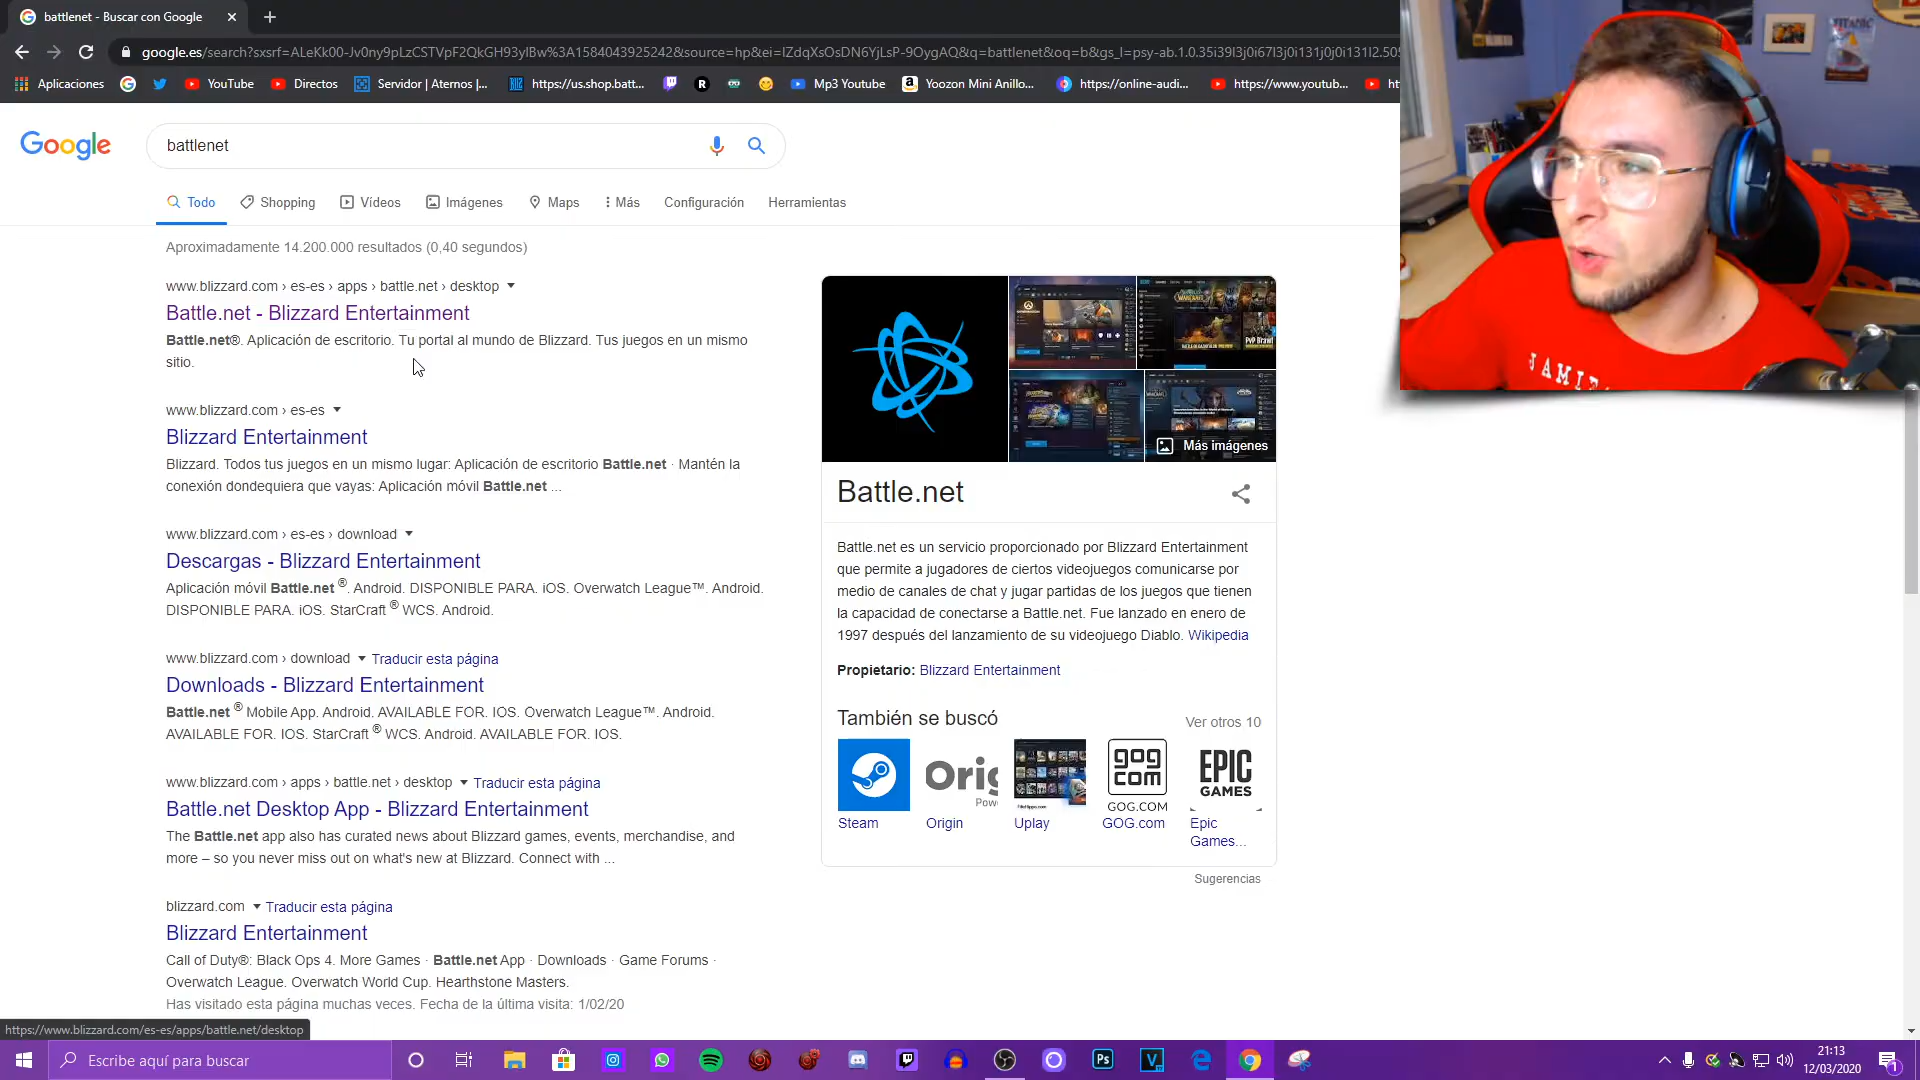 battlenet - Buscar con Google
google.es/search?sxsrf=ALeKk00-Jv0ny9pLzCSTVpF2QkGH93yIBw%3A1584043925242&source=hp&ei=lZdqXsOsDN6YjLsP-9OygAQ&q=battlenet&oq=b&gs_l=psy-ab.1.0.35i39l3j0i67l3j0i131j0j0i131l2.505
Aplicaciones YouTube Directos Servidor | Aternos |... https://us.shop.batt... Mp3 Youtube Yoozon Mini Anillo... https://online-audi... https://www.youtub... ht
Google
battlenet
Todo Shopping Vídeos Imágenes Maps Más Configuración Herramientas
Aproximadamente 14.200.000 resultados (0,40 segundos)
www.blizzard.com › es-es › apps › battle.net › desktop
Battle.net - Blizzard Entertainment
Battle.net®. Aplicación de escritorio. Tu portal al mundo de Blizzard. Tus juegos en un mismo
sitio.
www.blizzard.com › es-es
Blizzard Entertainment
Blizzard. Todos tus juegos en un mismo lugar: Aplicación de escritorio Battle.net · Mantén la
conexión dondequiera que vayas: Aplicación móvil Battle.net ...
www.blizzard.com › es-es › download
Descargas - Blizzard Entertainment
Aplicación móvil Battle.net ®. Android. DISPONIBLE PARA. iOS. Overwatch League™. Android.
DISPONIBLE PARA. iOS. StarCraft ® WCS. Android.
www.blizzard.com › download Traducir esta página
Downloads - Blizzard Entertainment
Battle.net ® Mobile App. Android. AVAILABLE FOR. IOS. Overwatch League™. Android.
AVAILABLE FOR. IOS. StarCraft ® WCS. Android. AVAILABLE FOR. IOS.
www.blizzard.com › apps › battle.net › desktop Traducir esta página
Battle.net Desktop App - Blizzard Entertainment
The Battle.net app also has curated news about Blizzard games, events, merchandise, and
more – so you never miss out on what's new at Blizzard. Connect with ...
blizzard.com Traducir esta página
Blizzard Entertainment
Call of Duty®: Black Ops 4. More Games · Battle.net App · Downloads · Game Forums ·
Overwatch League. Overwatch World Cup. Hearthstone Masters.
Has visitado esta página muchas veces. Fecha de la última visita: 1/02/20
Más imágenes
Battle.net
Battle.net es un servicio proporcionado por Blizzard Entertainment
que permite a jugadores de ciertos videojuegos comunicarse por
medio de canales de chat y jugar partidas de los juegos que tienen
la capacidad de conectarse a Battle.net. Fue lanzado en enero de
1997 después del lanzamiento de su videojuego Diablo. Wikipedia
Propietario: Blizzard Entertainment
También se buscó
Ver otros 10
Orig
Pow
gog
com
GOG.COM
EPIC
GAMES
Steam Origin Uplay GOG.com Epic
Games...
Sugerencias
TITANIC
JAMI
https://www.blizzard.com/es-es/apps/battle.net/desktop
Escribe aquí para buscar
Ps
V
21:13
12/03/2020
1